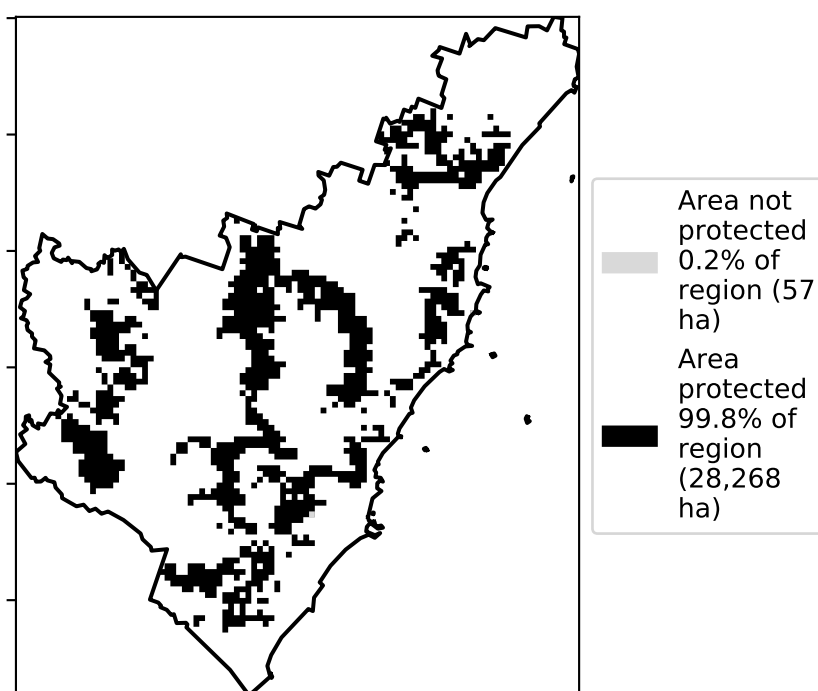 Area not
protected
0.2% of
region (57
ha)
Area
protected
99.8% of
region
(28,268
ha)